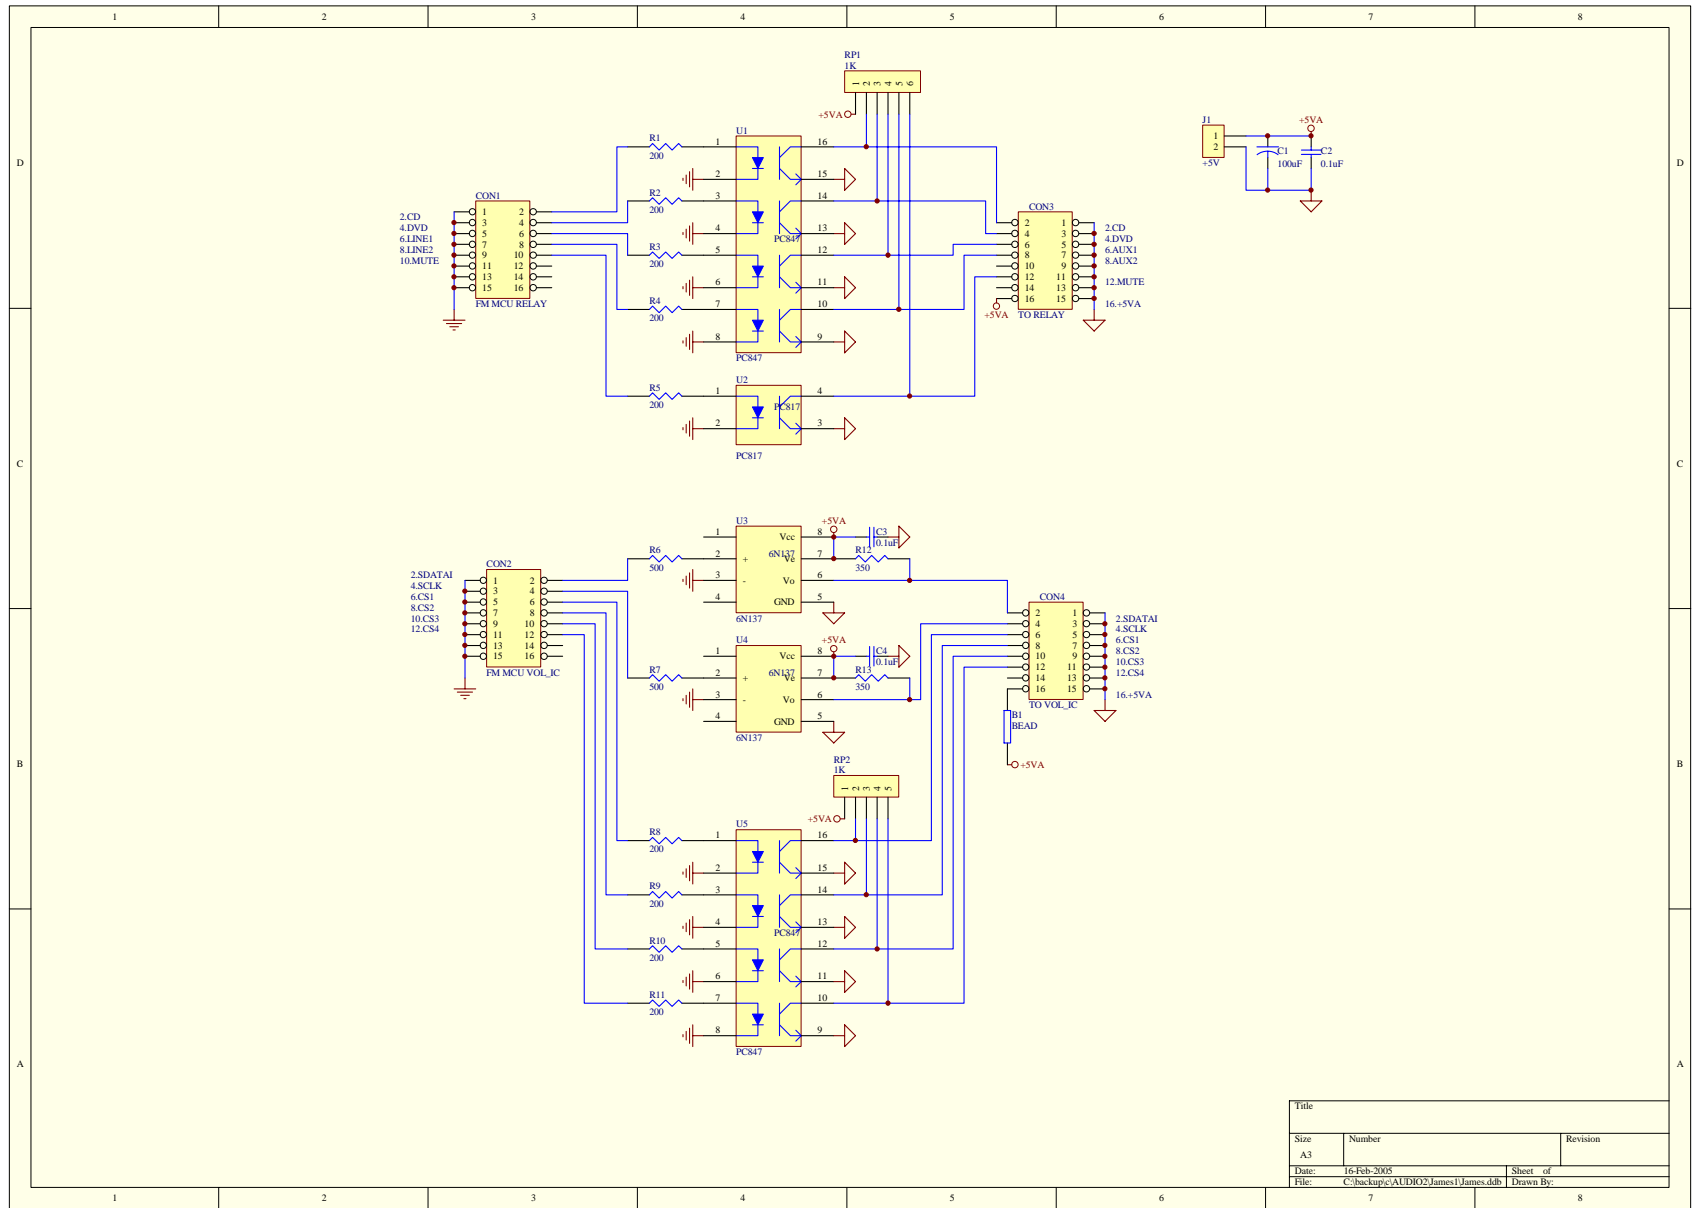 1 2 3 4 5 6 7 8
D
C
B
A
RP1
1K
1 2 3 4 5 6
+5VA
U1
R1
200
1
16
2
15
R2
200
3
14
4
13
PC847
R3
200
5
12
6
11
R4
200
7
10
8
9
PC847
CON1
2.CD
4.DVD
6.LINE1
8.LINE2
10.MUTE
1 2
3 4
5 6
7 8
9 10
11 12
13 14
15 16
FM MCU RELAY
U2
R5
200
1
4
PC817
2
3
PC817
CON3
2 1
4 3
6 5
8 7
10 9
12 11
14 13
16 15
+5VA
TO RELAY
2.CD
4.DVD
6.AUX1
8.AUX2
12.MUTE
16.+5VA
J1
1
2
+5V
+5VA
C1
100uF
C2
0.1uF
U3
+5VA
1
Vcc
8
C3
0.1uF
R6
500
2
+
6N137
Ve
7
R12
350
3
-
Vo
6
4
GND
5
6N137
CON2
2.SDATAI
4.SCLK
6.CS1
8.CS2
10.CS3
12.CS4
1 2
3 4
5 6
7 8
9 10
11 12
13 14
15 16
FM MCU VOL_IC
U4
+5VA
1
Vcc
8
C4
0.1uF
R7
500
2
+
6N137
Ve
7
R13
350
3
-
Vo
6
4
GND
5
6N137
CON4
2 1
4 3
6 5
8 7
10 9
12 11
14 13
16 15
TO VOL_IC
2.SDATAI
4.SCLK
6.CS1
8.CS2
10.CS3
12.CS4
16.+5VA
B1
BEAD
+5VA
RP2
1K
1 2 3 4 5
+5VA
U5
R8
200
1
16
2
15
R9
200
3
14
4
13
PC847
R10
200
5
12
6
11
R11
200
7
10
8
9
PC847
D
C
B
A
Title
Size
A3
Number
Revision
Date: 16-Feb-2005
Sheet of
File: C:\backup\c\AUDIO2\James1\James.ddb
Drawn By:
1 2 3 4 5 6 7 8